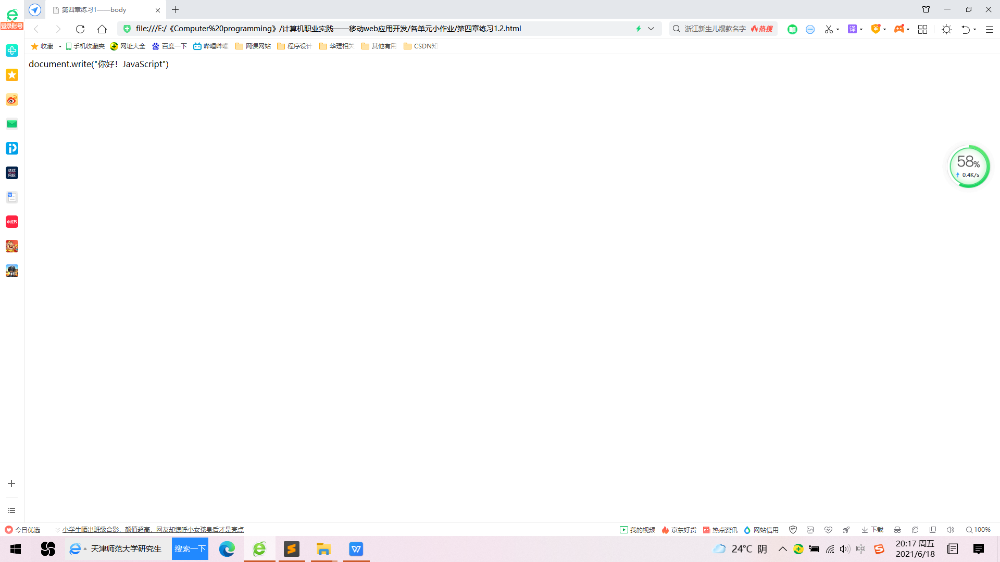 第四章练习1——body
登录账号
file:///E:/《Computer%20programming》/计算机职业实践——移动web应用开发/各单元小作业/第四章练习1.2.html
浙江新生儿爆款名字 热搜
译
收藏 手机收藏夹 网址大全 百度一下 哔哩哔哩 网课网站 程序设计 华理相关 其他有用 CSDN知
document.write("你好！JavaScript")
58%
0.4K/s
环球网校
小红书
今日优选
小学生晒出班级合影，颜值超高，网友却惊呼小女孩身后才是亮点
我的视频 京东好货 热点资讯 网站信用 下载 100%
天津师范大学研究生 搜索一下
24°C 阴
中
20:17 周五
2021/6/18